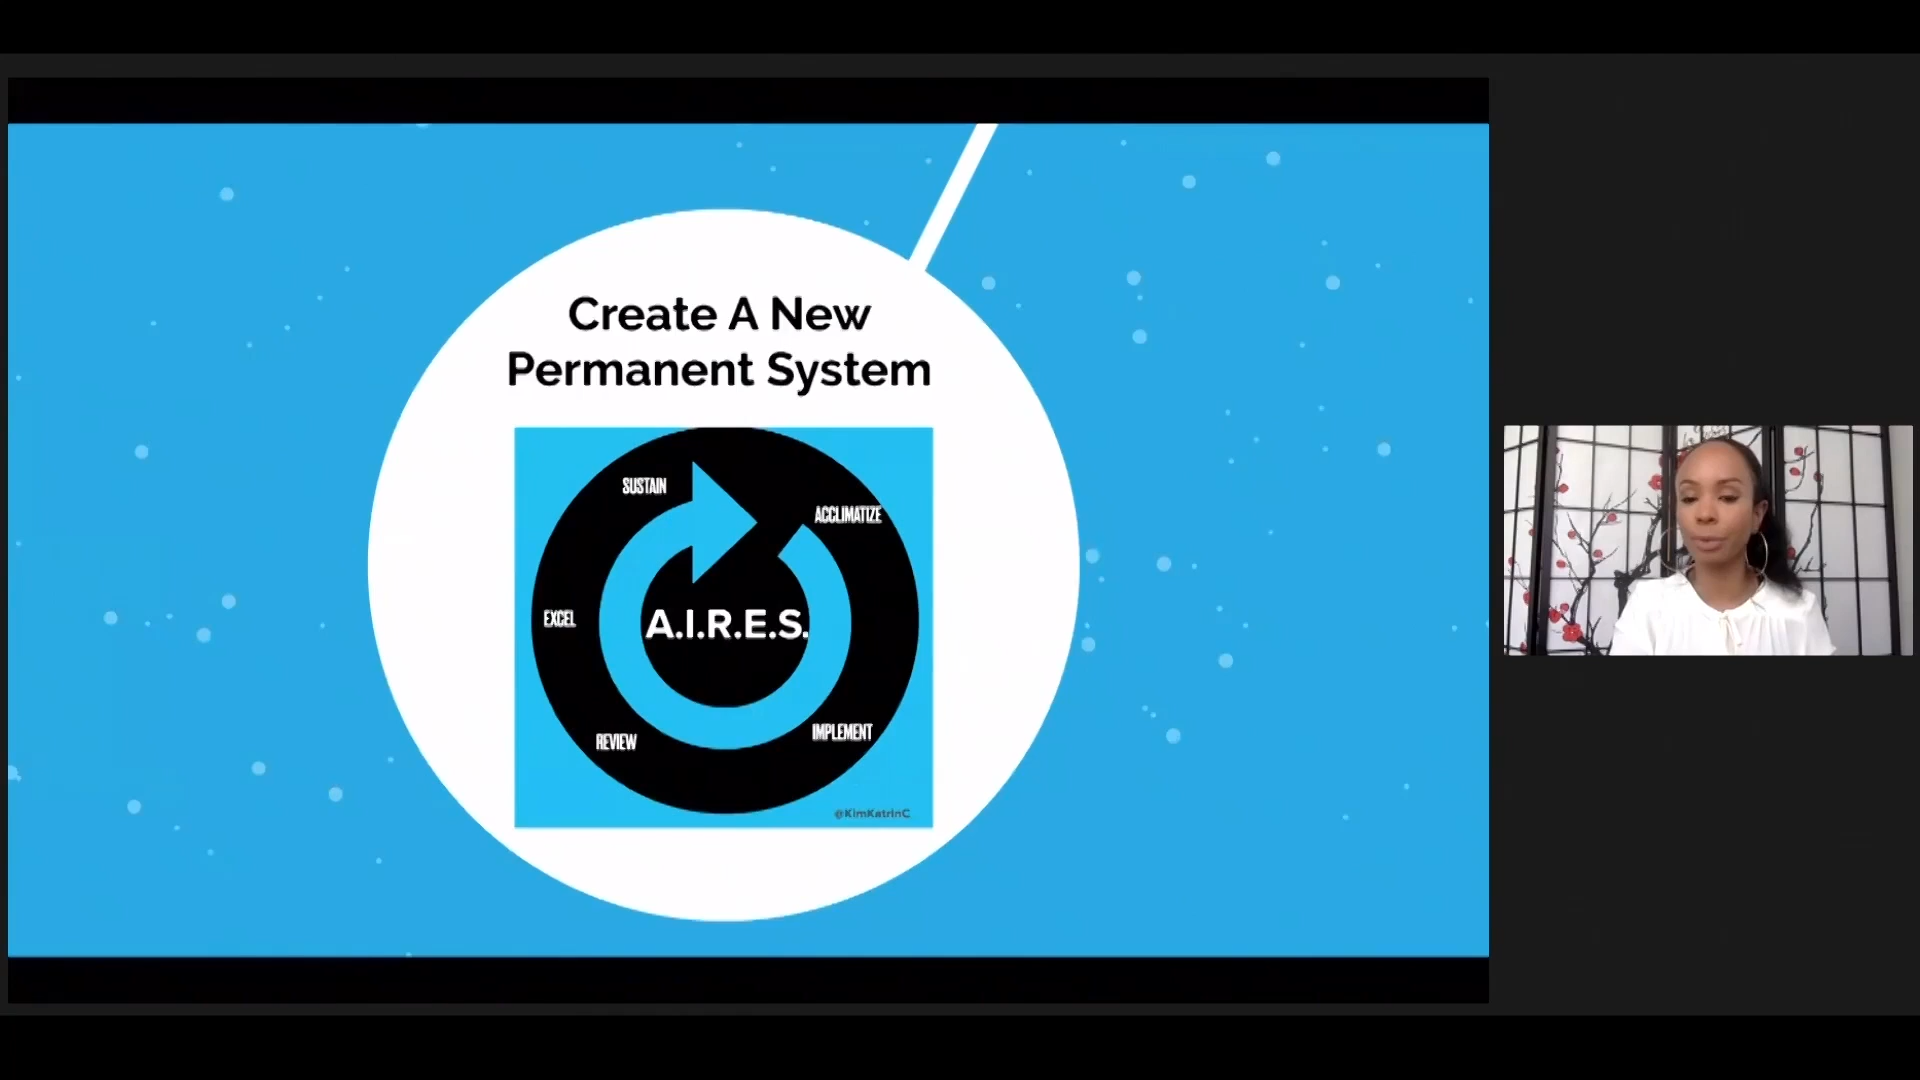 Create A New
Permanent System
SUSTAIN
ACCLIMATIZE
EXCEL
A.I.R.E.S.
IMPLEMENT
REVIEW
@KimKatrinC